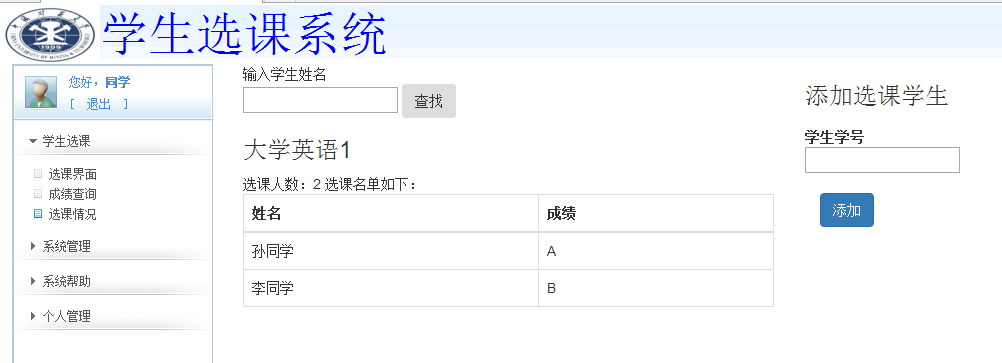 学生选课系统
1909
您好，同学
[ 退出 ]
学生选课
选课界面
成绩查询
选课情况
系统管理
系统帮助
个人管理
输入学生姓名
查找
大学英语1
选课人数：2 选课名单如下：
姓名 成绩
孙同学 A
李同学 B
添加选课学生
学生学号
添加